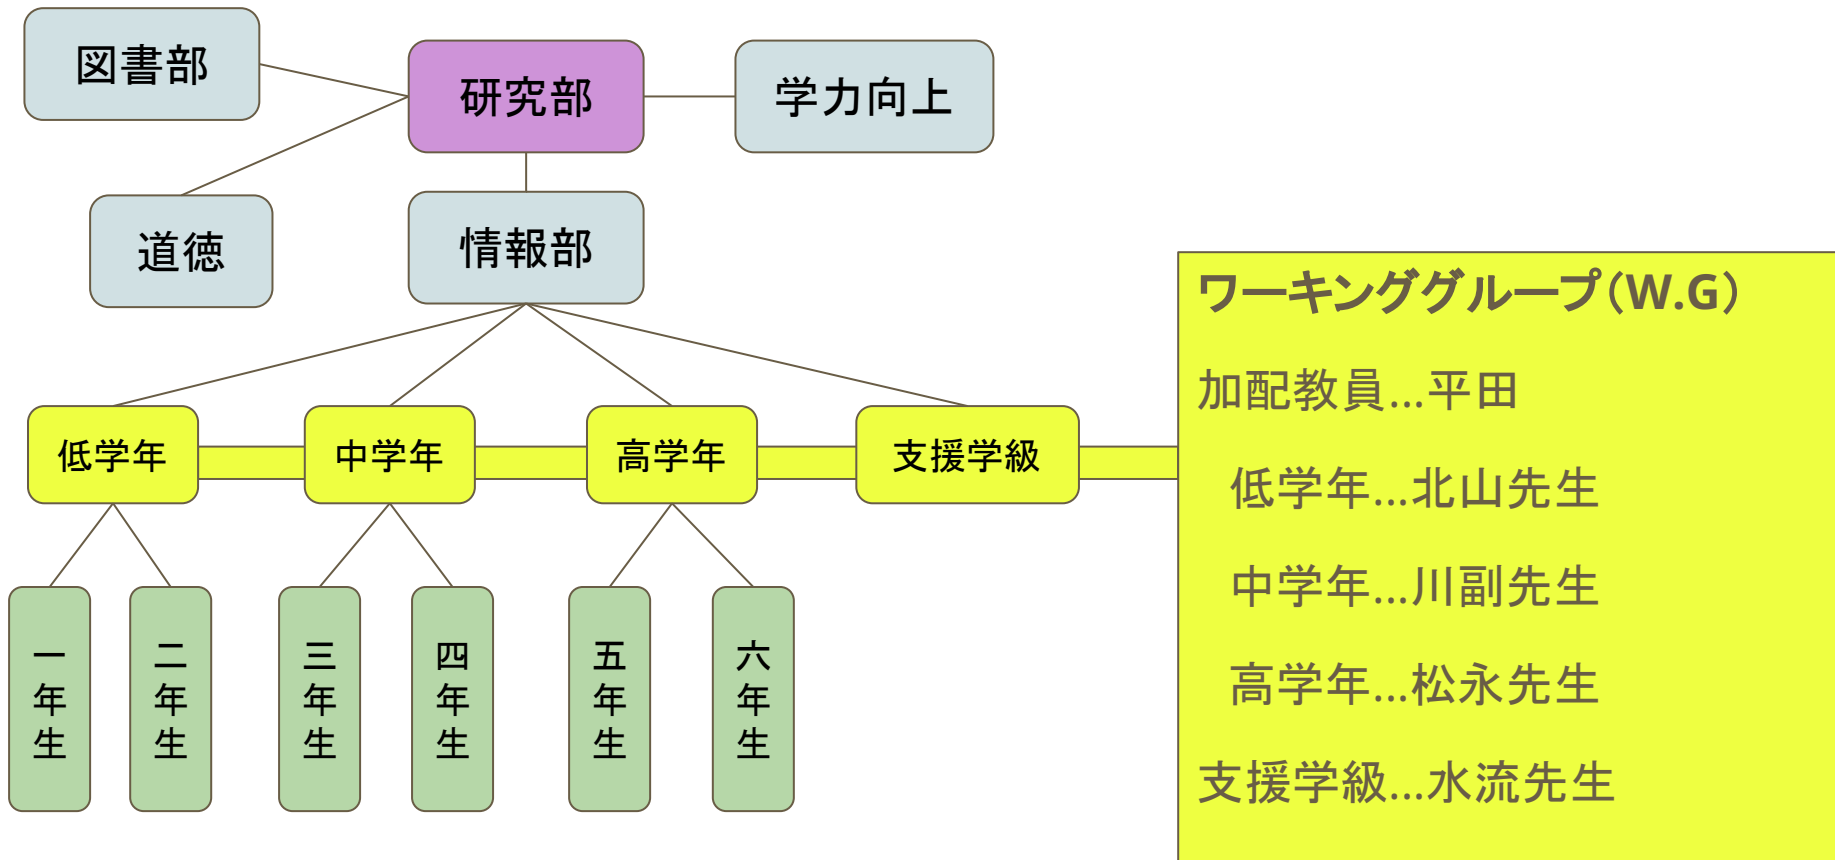 図書部
研究部
学力向上
道徳
情報部
ワーキンググループ（W.G）
加配教員...平田
低学年...北山先生
中学年...川副先生
高学年...松永先生
支援学級...水流先生
低学年
中学年
高学年
支援学級
一年生
二年生
三年生
四年生
五年生
六年生